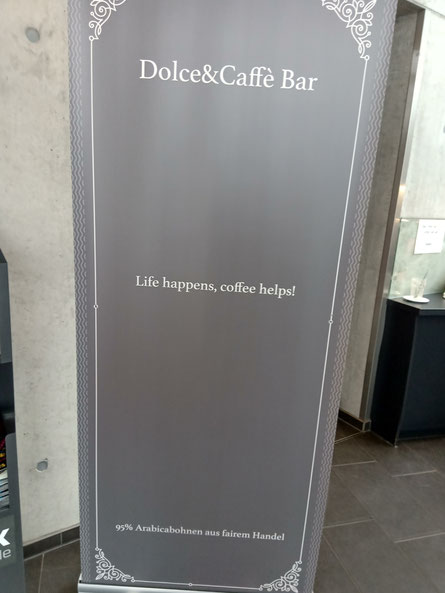 Dolce&Caffè Bar
Life happens, coffee helps!
95% Arabicabohnen aus fairem Handel